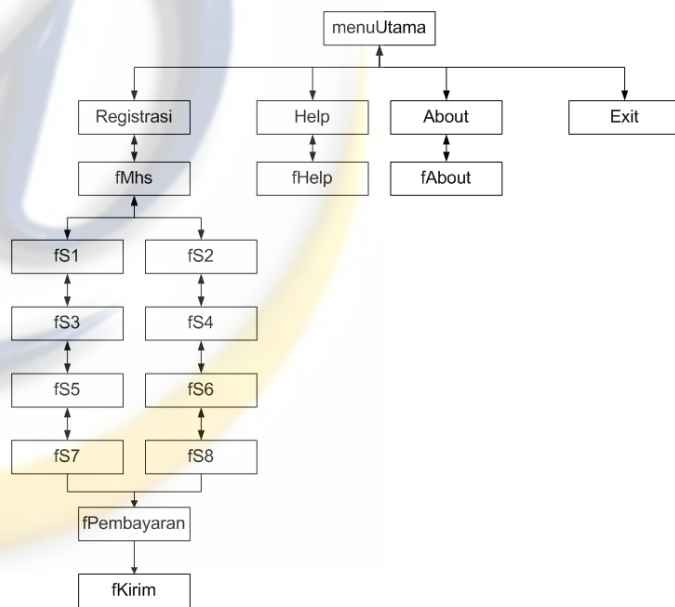 menuUtama
Registrasi
Help
About
Exit
fMhs
fHelp
fAbout
fS1
fS2
fS3
fS4
fS5
fS6
fS7
fS8
fPembayaran
fKirim